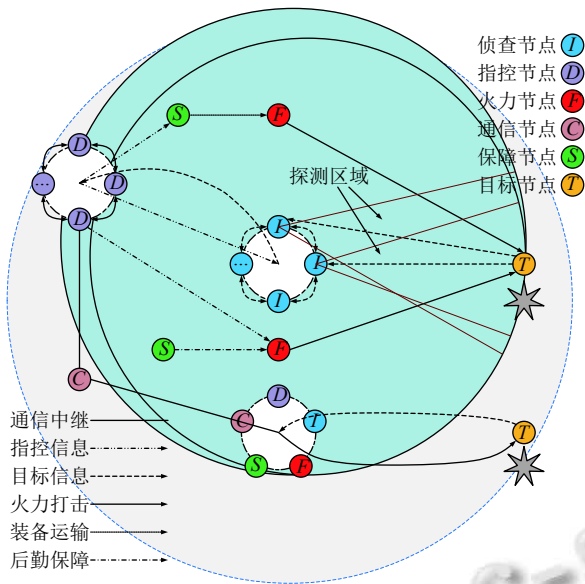 侦查节点 I
指控节点 D
火力节点 F
通信节点 C
保障节点 S
目标节点 T
S
F
D
D
...
D
探测区域
I
I
...
I
T
S
F
C
D
C
I
S
F
T
通信中继
指控信息
目标信息
火力打击
装备运输
后勤保障